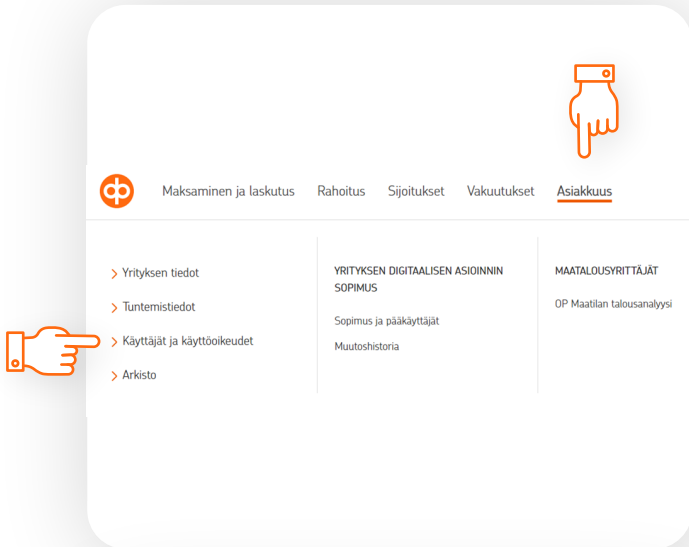 Maksaminen ja laskutus Rahoitus Sijoitukset Vakuutukset Asiakkuus
Yrityksen tiedot
Tuntemistiedot
Käyttäjät ja käyttöoikeudet
Arkisto
YRITYKSEN DIGITAALISEN ASIOINNIN
SOPIMUS
Sopimus ja pääkäyttäjät
Muutoshistoria
MAATALOUSYRITTÄJÄT
OP Maatilan talousanalyysi